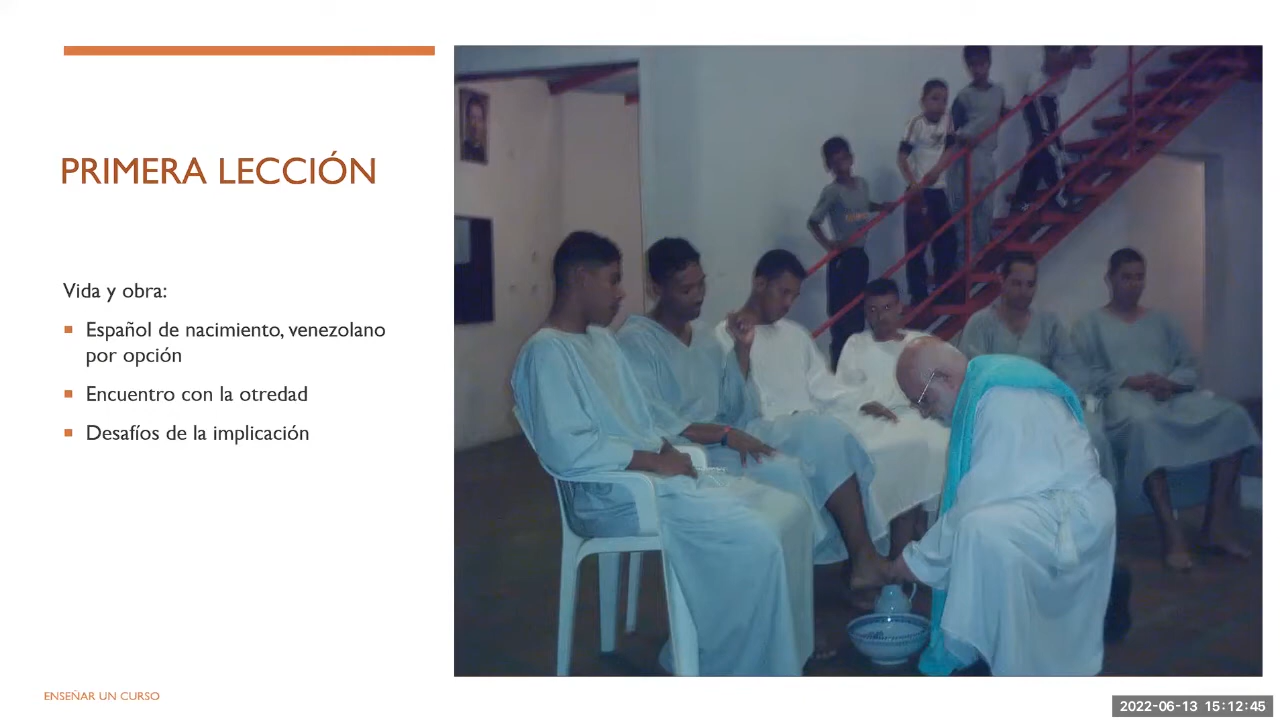 PRIMERA LECCIÓN
Vida y obra:
▪ Español de nacimiento, venezolano
por opción
▪ Encuentro con la otredad
▪ Desafíos de la implicación
ENSEÑAR UN CURSO
2022-06-13 15:12:45